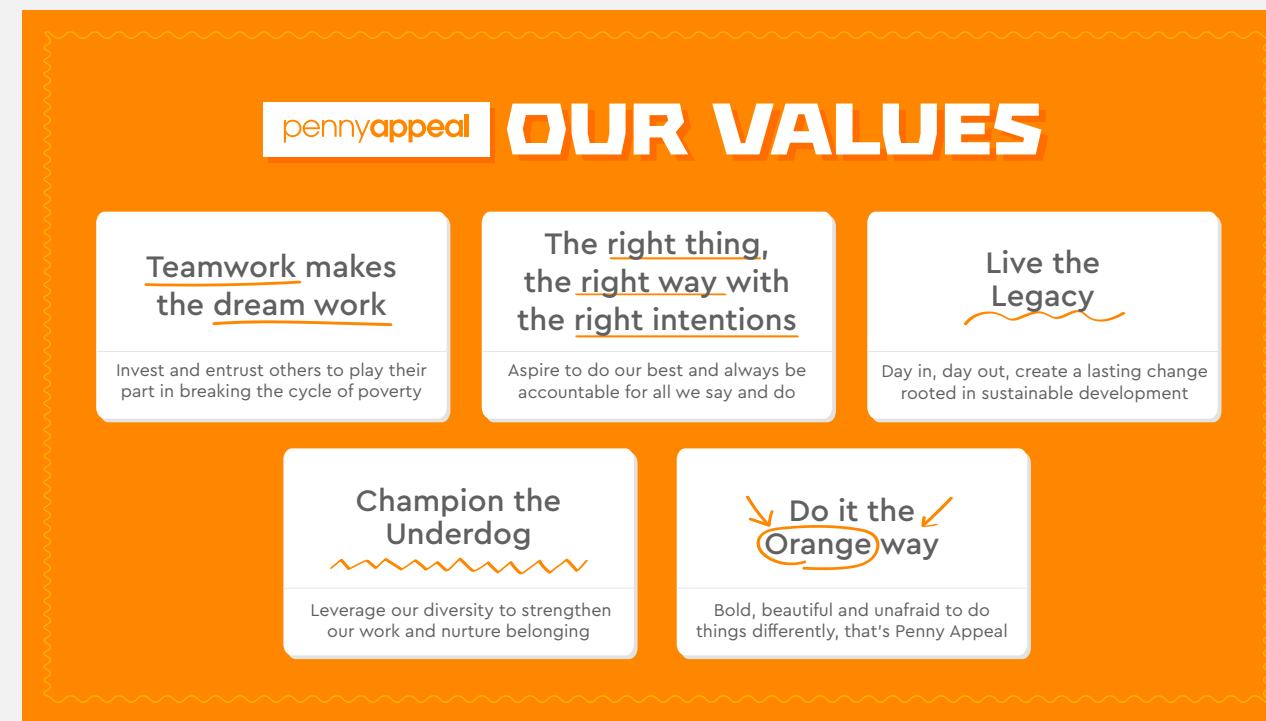 pennyappeal OUR VALUES
Teamwork makes
the dream work
Invest and entrust others to play their
part in breaking the cycle of poverty
The right thing,
the right way with
the right intentions
Aspire to do our best and always be
accountable for all we say and do
Live the
Legacy
Day in, day out, create a lasting change
rooted in sustainable development
Champion the
Underdog
Leverage our diversity to strengthen
our work and nurture belonging
Do it the
Orange way
Bold, beautiful and unafraid to do
things differently, that's Penny Appeal